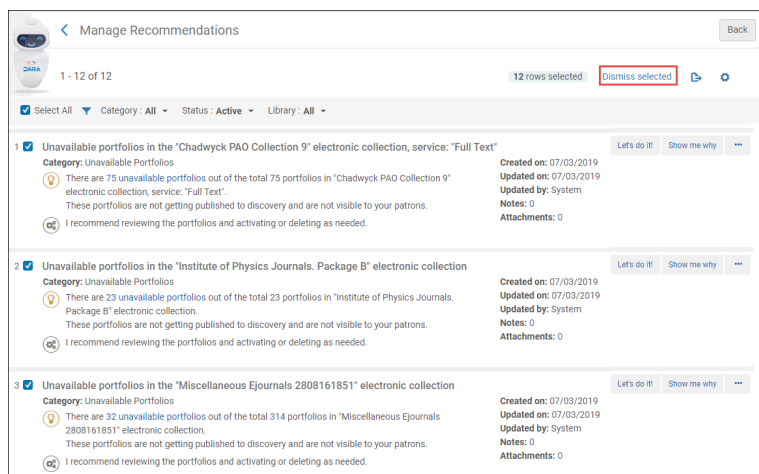 Manage Recommendations
Back
DARA
1 - 12 of 12
12 rows selected
Dismiss selected
Select All
Category : All
Status : Active
Library : All
1
Unavailable portfolios in the "Chadwyck PAO Collection 9" electronic collection, service: "Full Text"
Let's do it!
Show me why
Category: Unavailable Portfolios
Created on: 07/03/2019
There are 75 unavailable portfolios out of the total 75 portfolios in "Chadwyck PAO Collection 9"
Updated on: 07/03/2019
electronic collection, service: "Full Text".
Updated by: System
These portfolios are not getting published to discovery and are not visible to your patrons.
Notes: 0
Attachments: 0
I recommend reviewing the portfolios and activating or deleting as needed.
2
Unavailable portfolios in the "Institute of Physics Journals. Package B" electronic collection
Let's do it!
Show me why
Category: Unavailable Portfolios
Created on: 07/03/2019
There are 23 unavailable portfolios out of the total 23 portfolios in "Institute of Physics Journals.
Updated on: 07/03/2019
Package B" electronic collection.
Updated by: System
These portfolios are not getting published to discovery and are not visible to your patrons.
Notes: 0
Attachments: 0
I recommend reviewing the portfolios and activating or deleting as needed.
3
Unavailable portfolios in the "Miscellaneous Ejournals 2808161851" electronic collection
Let's do it!
Show me why
Category: Unavailable Portfolios
Created on: 07/03/2019
There are 32 unavailable portfolios out of the total 314 portfolios in "Miscellaneous Ejournals
Updated on: 07/03/2019
2808161851" electronic collection.
Updated by: System
These portfolios are not getting published to discovery and are not visible to your patrons.
Notes: 0
Attachments: 0
I recommend reviewing the portfolios and activating or deleting as needed.